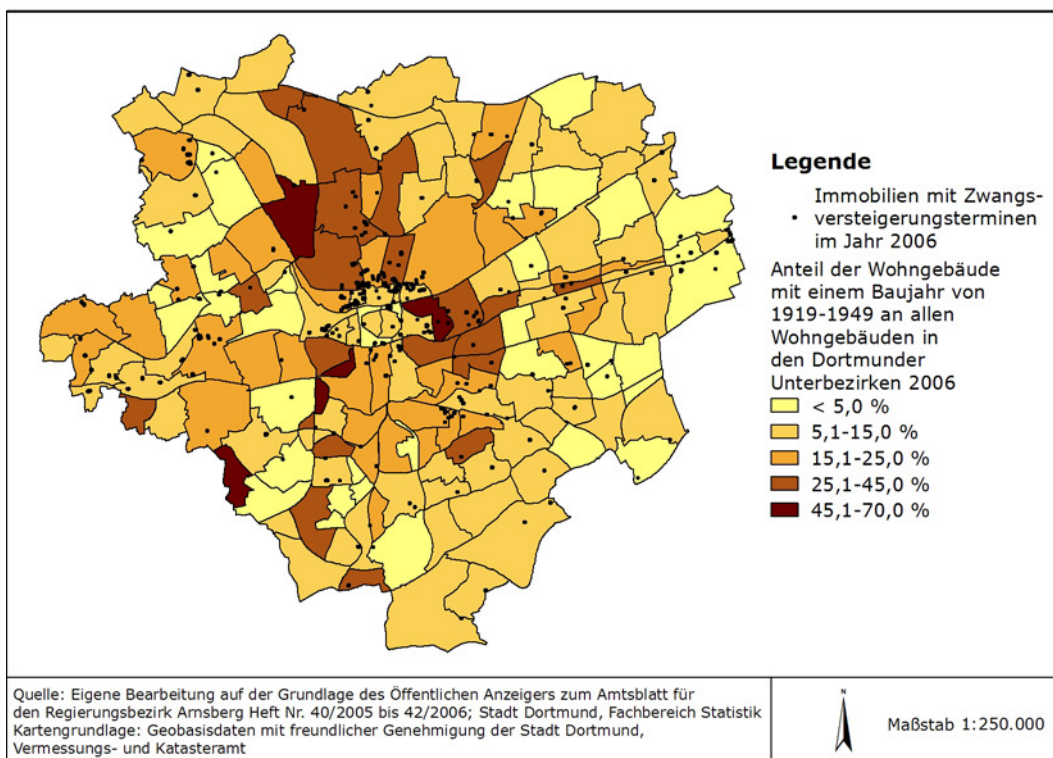 Legende
Immobilien mit Zwangs-
versteigerungsterminen
im Jahr 2006
Anteil der Wohngebäude
mit einem Baujahr von
1919-1949 an allen
Wohngebäuden in
den Dortmunder
Unterbezirken 2006
< 5,0 %
5,1-15,0 %
15,1-25,0 %
25,1-45,0 %
45,1-70,0 %
Quelle: Eigene Bearbeitung auf der Grundlage des Öffentlichen Anzeigers zum Amtsblatt für
den Regierungsbezirk Arnsberg Heft Nr. 40/2005 bis 42/2006; Stadt Dortmund, Fachbereich Statistik
Kartengrundlage: Geobasisdaten mit freundlicher Genehmigung der Stadt Dortmund,
Vermessungs- und Katasteramt
N
Maßstab 1:250.000